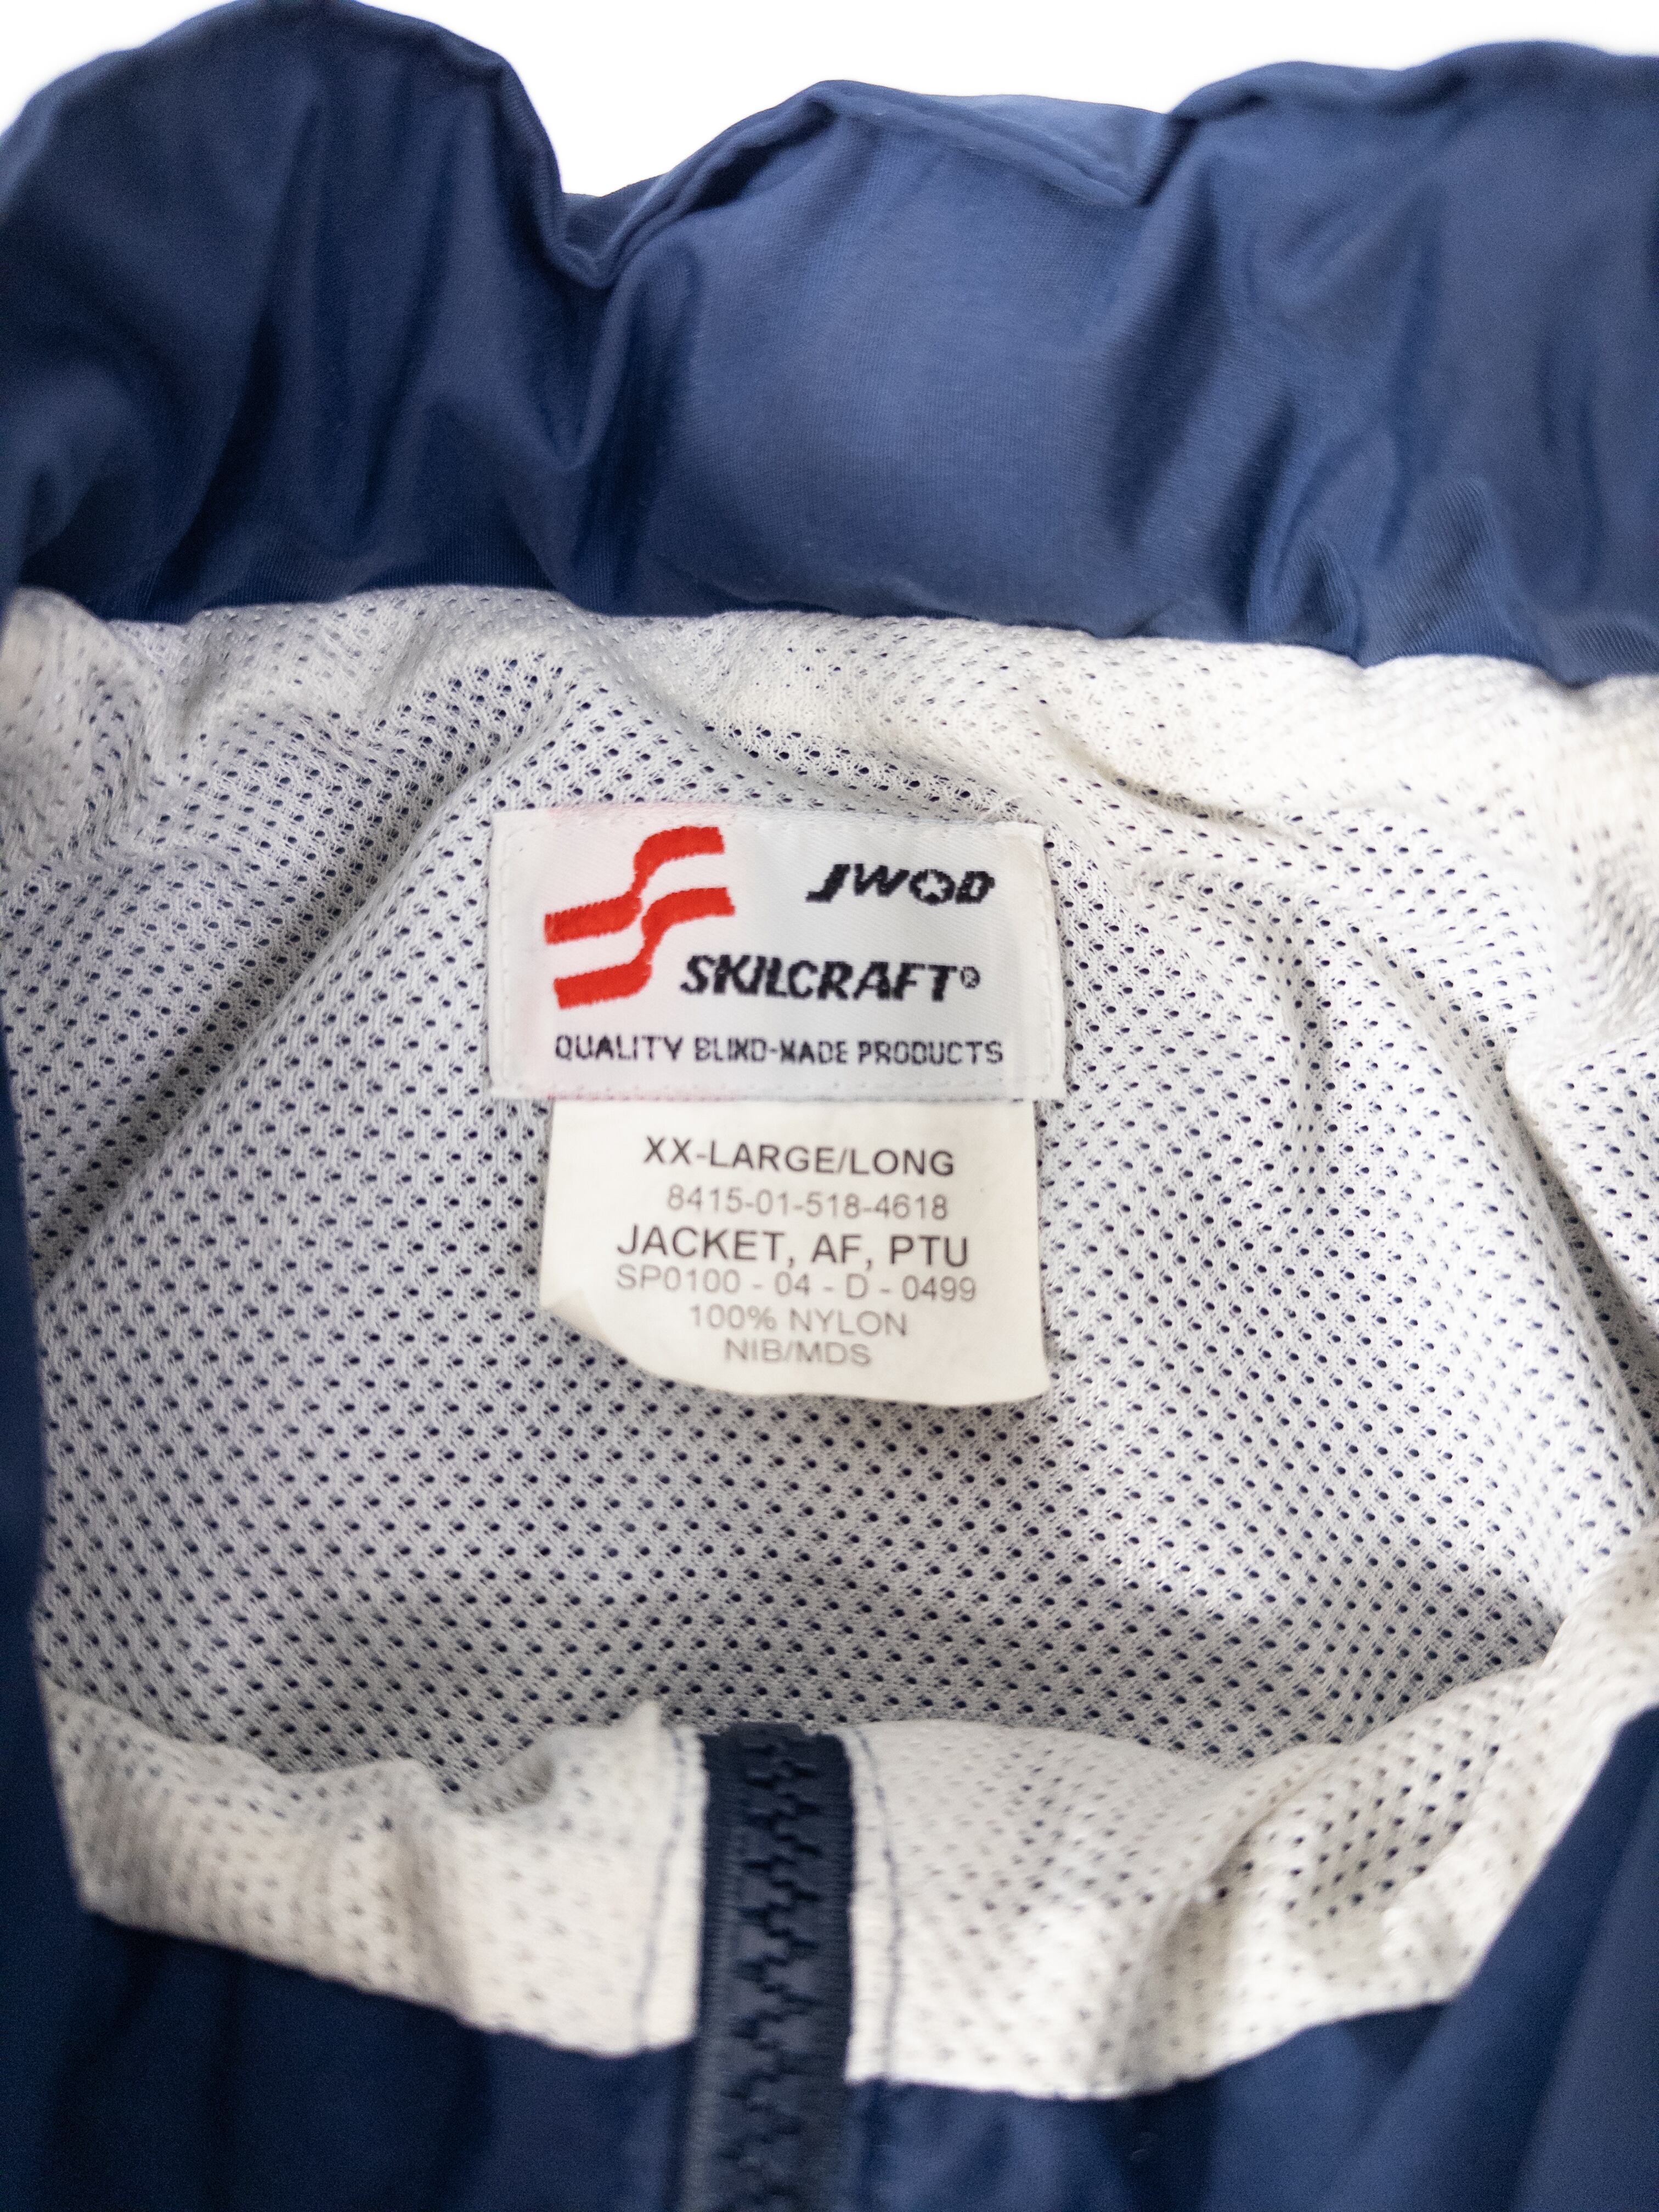 JWOD
SKILCRAFT®
QUALITY BLIND-MADE PRODUCTS
XX-LARGE/LONG
8415-01-518-4618
JACKET, AF, PTU
SP0100 - 04 - D - 0499
100% NYLON
NIB/MDS